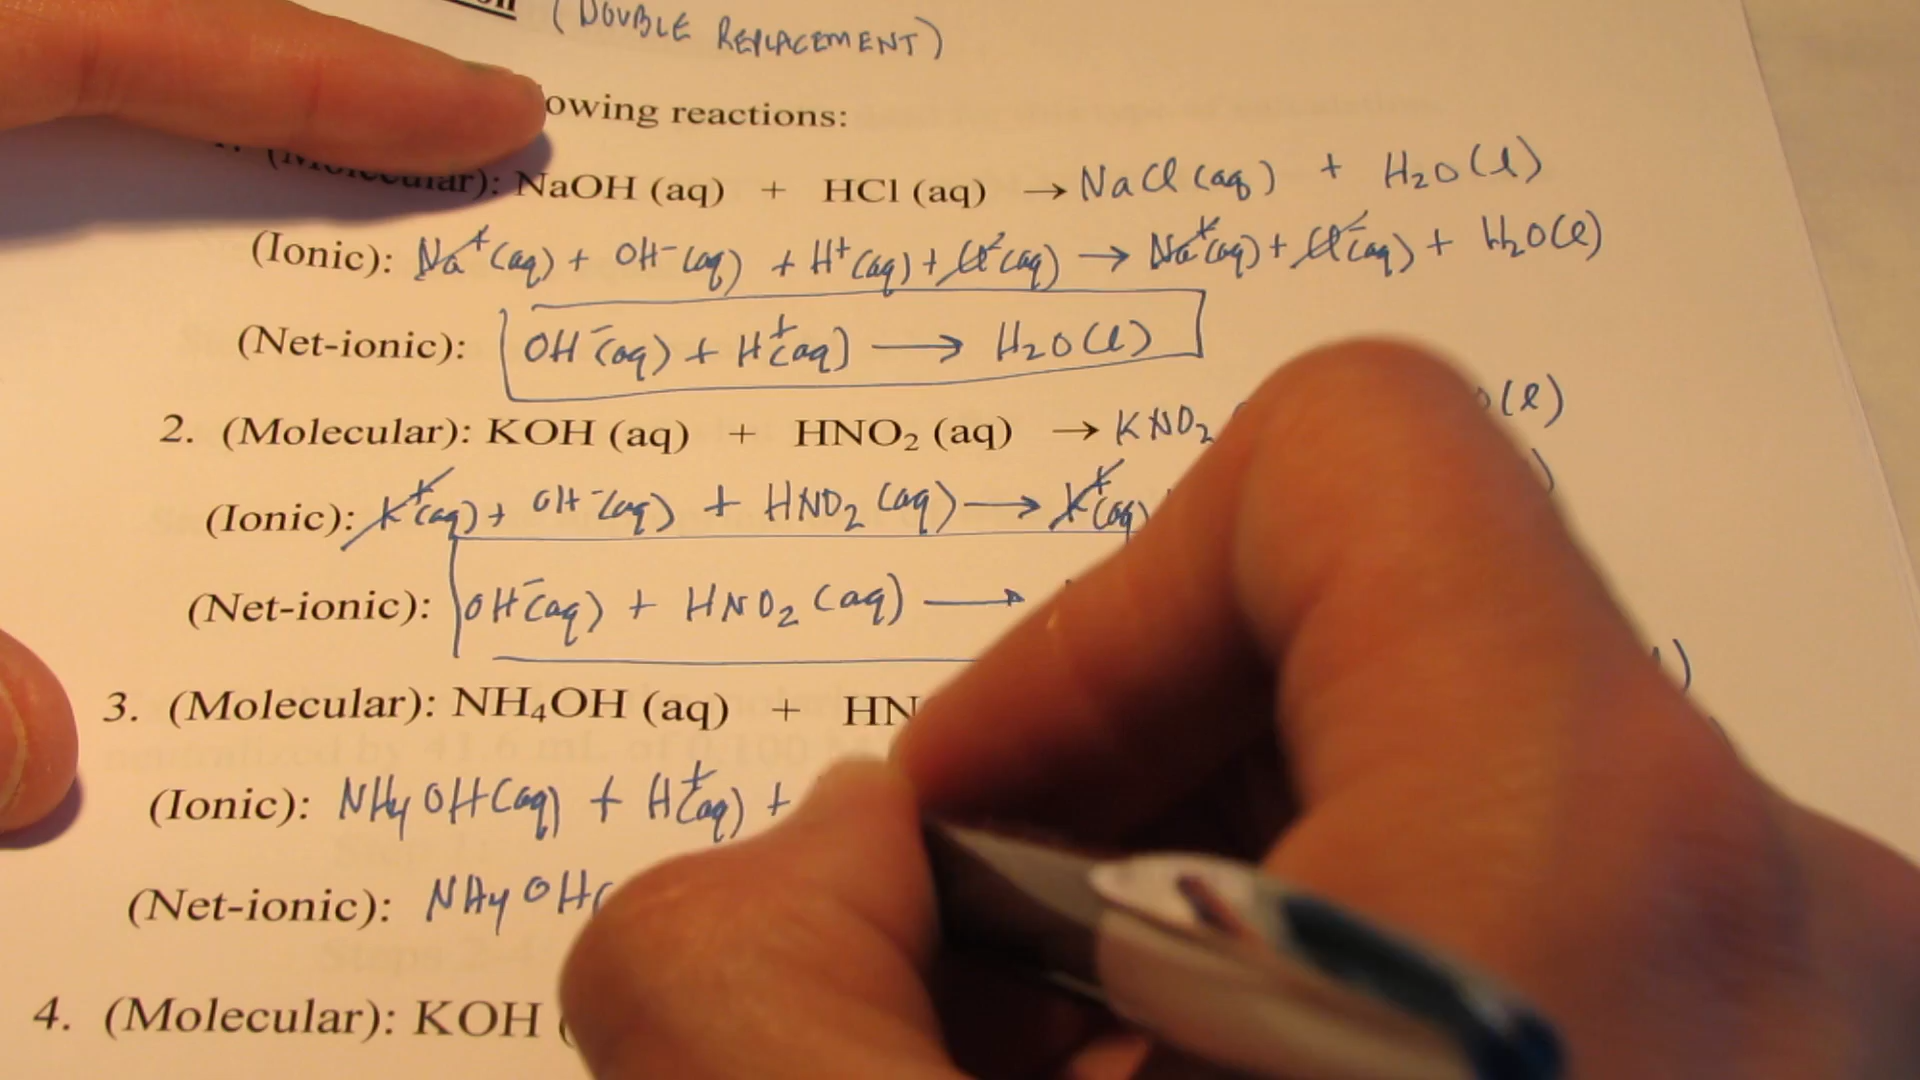 (DOUBLE REPLACEMENT)
owing reactions:
1. (Molecular): NaOH (aq) + HCl (aq) → NaCl (aq) + H₂O (l)
(Ionic): Na⁺(aq) + OH⁻(aq) + H⁺(aq) + Cl⁻(aq) → Na⁺(aq) + Cl⁻(aq) + H₂O(l)
(Net-ionic): OH⁻(aq) + H⁺(aq) → H₂O(l)
2. (Molecular): KOH (aq) + HNO₂ (aq) → KNO₂ (l)
(Ionic): K⁺(aq) + OH⁻(aq) + HNO₂ (aq) → K⁺(aq)
(Net-ionic): OH⁻(aq) + HNO₂ (aq) →
3. (Molecular): NH₄OH (aq) + HN
(Ionic): NH₄OH(aq) + H⁺(aq) +
(Net-ionic): NH₄OH(
4. (Molecular): KOH (